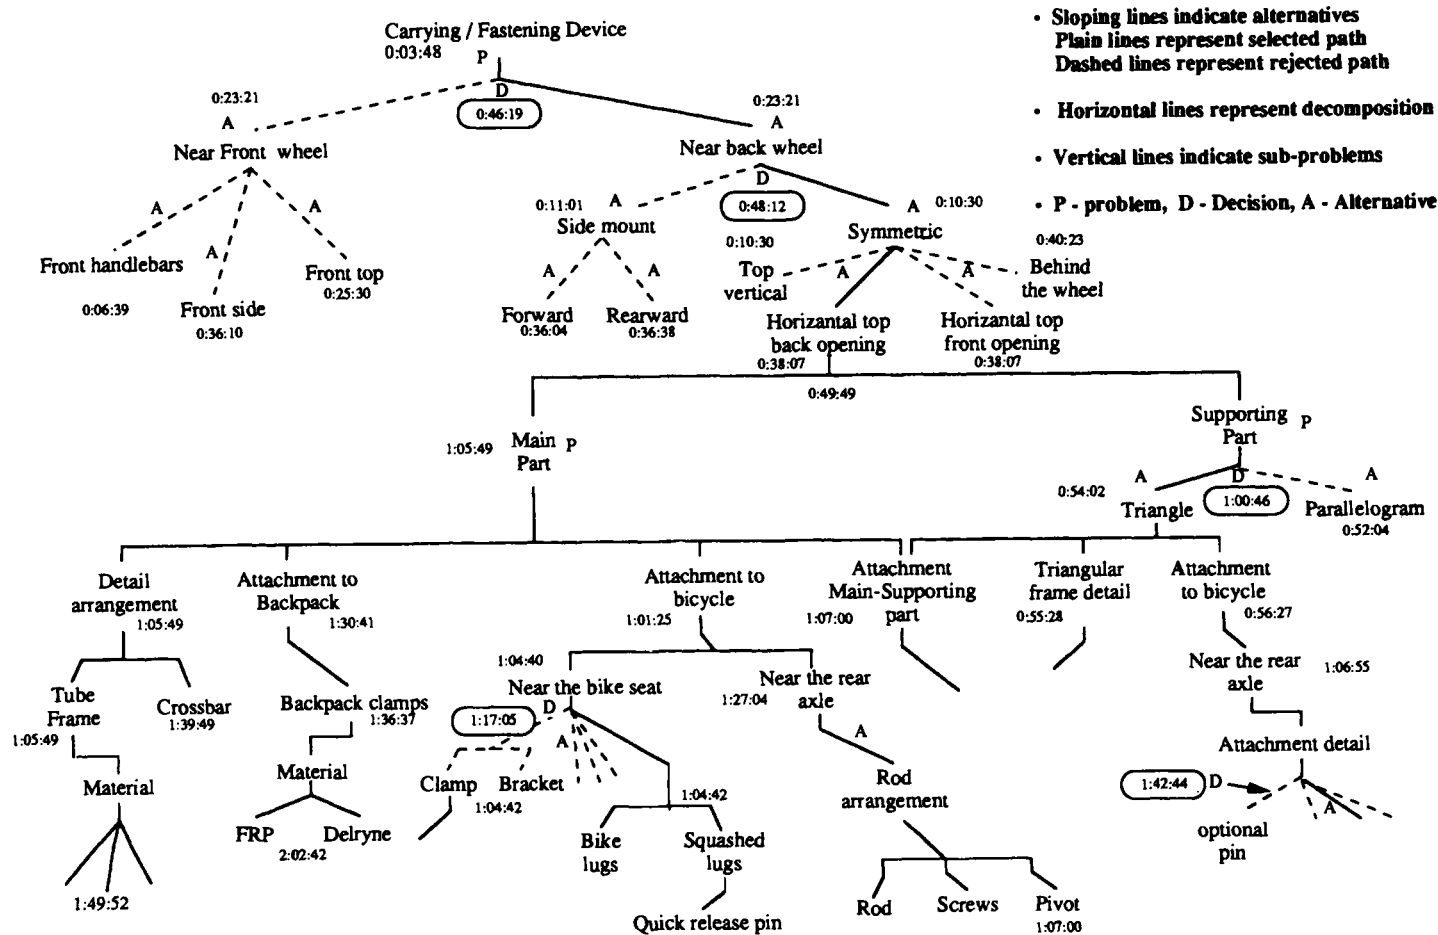 Carrying / Fastening Device
0:03:48
P
D
0:46:19
• Sloping lines indicate alternatives
Plain lines represent selected path
Dashed lines represent rejected path
• Horizontal lines represent decomposition
• Vertical lines indicate sub-problems
• P - problem, D - Decision, A - Alternative
0:23:21
A
Near Front wheel
0:23:21
A
Near back wheel
D
0:48:12
A
A
A
Front handlebars
0:06:39
Front side
0:36:10
Front top
0:25:30
0:11:01
A
Side mount
A
A
Forward
0:36:04
Rearward
0:36:38
A
0:10:30
Symmetric
0:10:30
Top
vertical
A
A
0:40:23
Behind
the wheel
Horizantal top
back opening
0:38:07
Horizantal top
front opening
0:38:07
0:49:49
1:05:49
Main
Part
P
Supporting
Part
P
A
D
A
0:54:02
Triangle
1:00:46
Parallelogram
0:52:04
Detail
arrangement
1:05:49
Attachment to
Backpack
1:30:41
Attachment to
bicycle
1:01:25
Attachment
Main-Supporting
part
1:07:00
Triangular
frame detail
0:55:28
Attachment
to bicycle
0:56:27
Tube
Frame
1:05:49
Crossbar
1:39:49
Material
1:49:52
Backpack clamps
1:36:37
Material
FRP
Delryne
2:02:42
1:04:40
Near the bike seat
D
1:17:05
A
Clamp
Bracket
1:04:42
1:04:42
Bike
lugs
Squashed
lugs
Quick release pin
Near the rear
axle
1:27:04
A
Rod
arrangement
Rod
Screws
Pivot
1:07:00
Near the rear
axle
1:06:55
Attachment detail
1:42:44
D
A
optional
pin